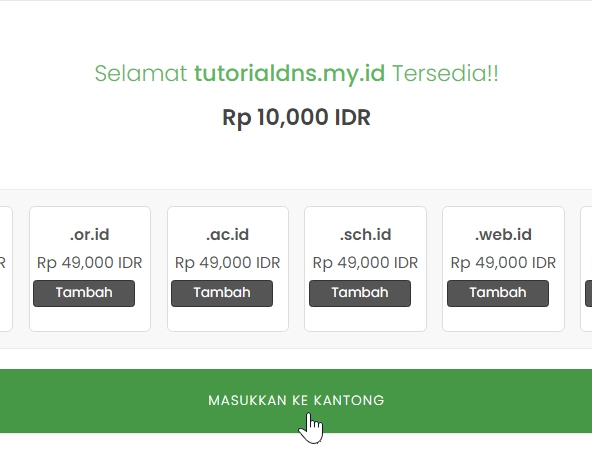 Selamat tutorialdns.my.id Tersedia!!
Rp 10,000 IDR
.or.id
Rp 49,000 IDR
Tambah
.ac.id
Rp 49,000 IDR
Tambah
.sch.id
Rp 49,000 IDR
Tambah
.web.id
Rp 49,000 IDR
Tambah
MASUKKAN KE KANTONG